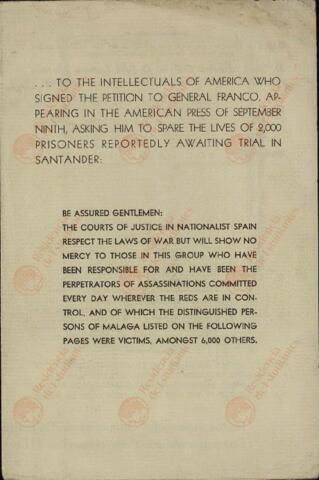 ... TO THE INTELLECTUALS OF AMERICA WHO
SIGNED THE PETITION TO GENERAL FRANCO, AP-
PEARING IN THE AMERICAN PRESS OF SEPTEMBER
NINTH, ASKING HIM TO SPARE THE LIVES OF 2,000
PRISONERS REPORTEDLY AWAITING TRIAL IN
SANTANDER:
BE ASSURED GENTLEMEN:
THE COURTS OF JUSTICE IN NATIONALIST SPAIN
RESPECT THE LAWS OF WAR BUT WILL SHOW NO
MERCY TO THOSE IN THIS GROUP WHO HAVE
BEEN RESPONSIBLE FOR AND HAVE BEEN THE
PERPETRATORS OF ASSASSINATIONS COMMITTED
EVERY DAY WHEREVER THE REDS ARE IN CON-
TROL, AND OF WHICH THE DISTINGUISHED PER-
SONS OF MALAGA LISTED ON THE FOLLOWING
PAGES WERE VICTIMS, AMONGST 6,000 OTHERS.
Residencia
de Estudiantes